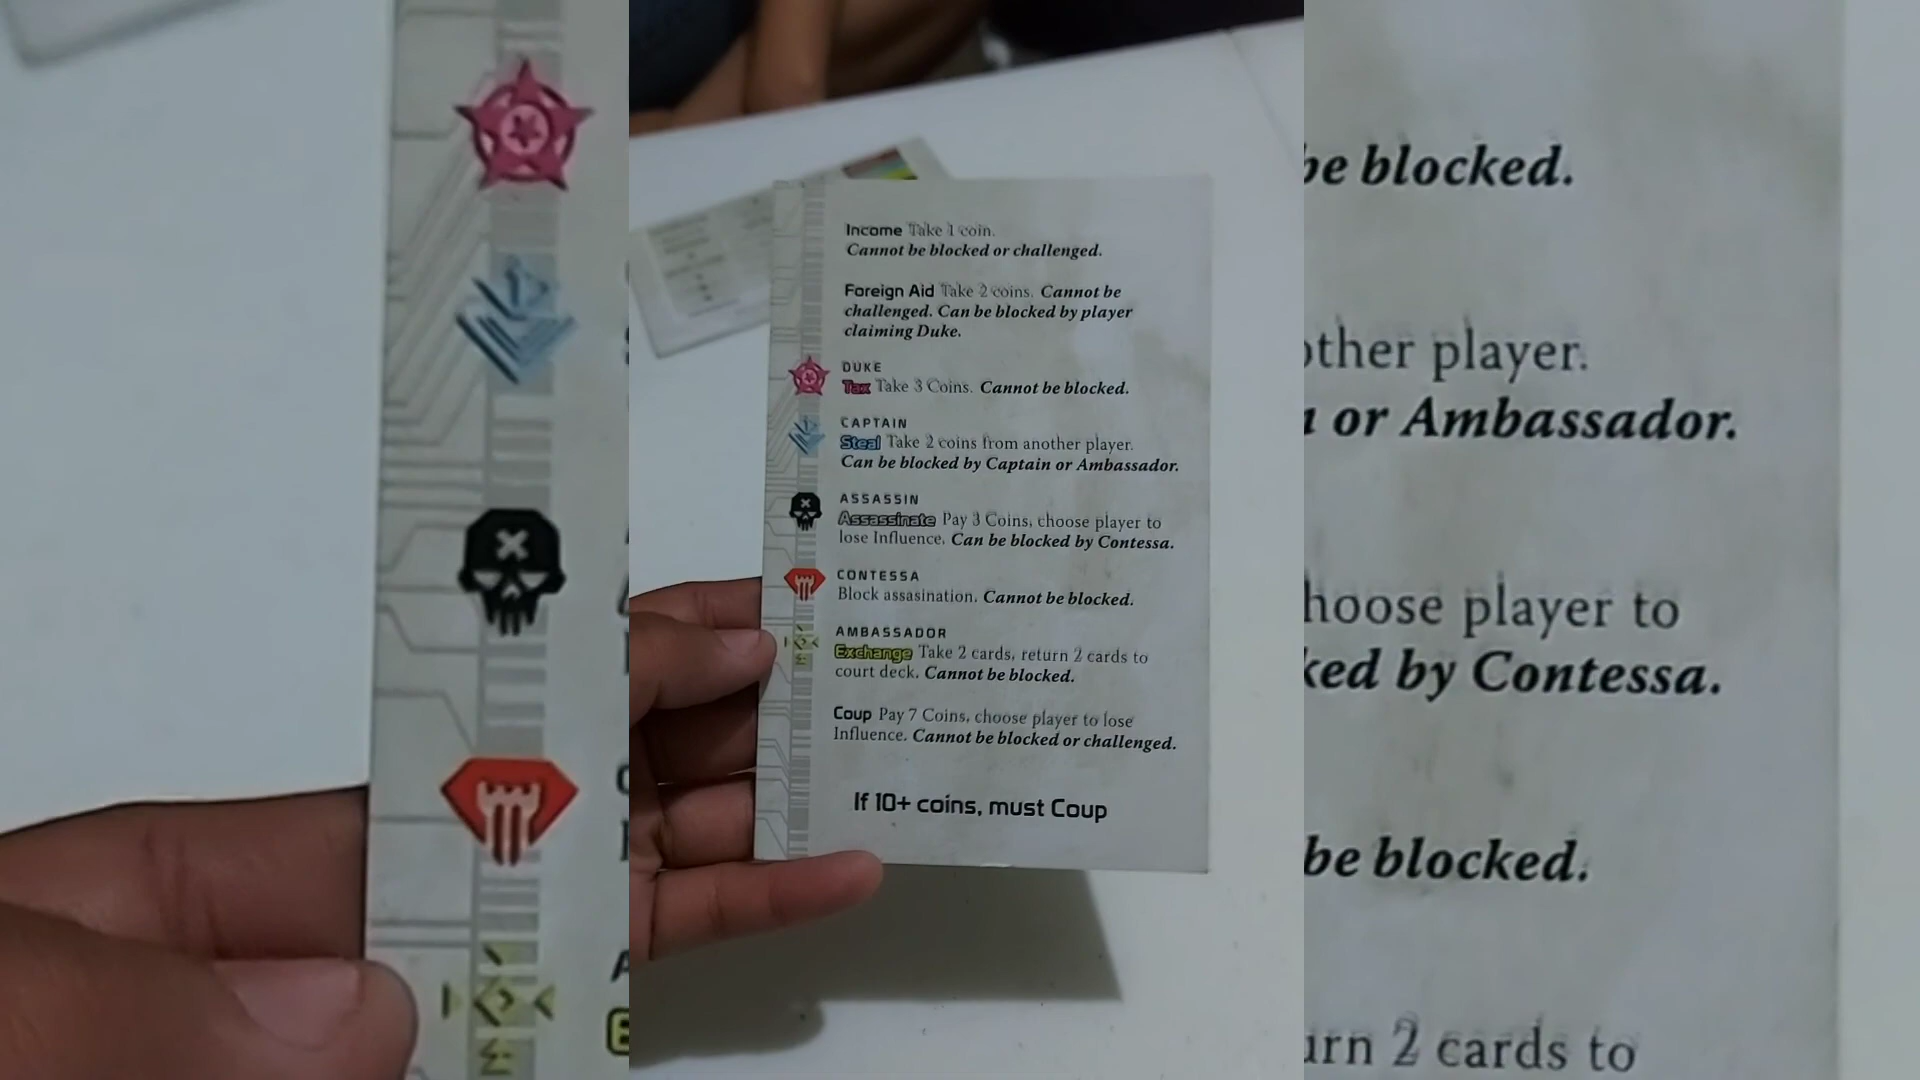 Income Take 1 coin.
Cannot be blocked or challenged.
Foreign Aid Take 2 coins. Cannot be
challenged. Can be blocked by player
claiming Duke.
DUKE
Tax Take 3 Coins. Cannot be blocked.
CAPTAIN
Steal Take 2 coins from another player.
Can be blocked by Captain or Ambassador.
ASSASSIN
Assassinate Pay 3 Coins, choose player to
lose Influence. Can be blocked by Contessa.
CONTESSA
Block assasination. Cannot be blocked.
AMBASSADOR
Exchange Take 2 cards, return 2 cards to
court deck. Cannot be blocked.
Coup Pay 7 Coins, choose player to lose
Influence. Cannot be blocked or challenged.
If 10+ coins, must Coup
be blocked.
other player.
or Ambassador.
hoose player to
ked by Contessa.
be blocked.
urn 2 cards to